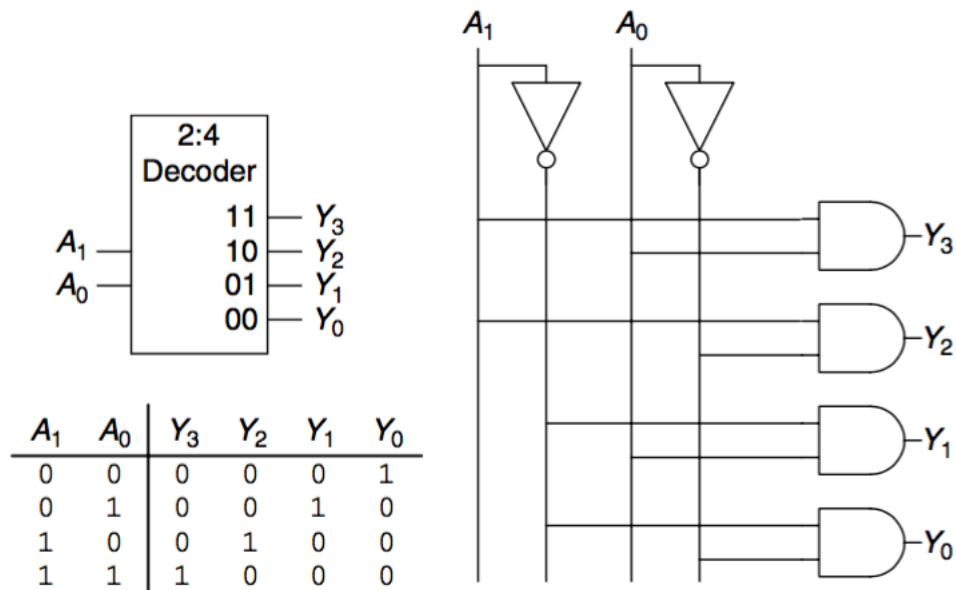 2:4
Decoder
A₁
A₀
11 Y₃
10 Y₂
01 Y₁
00 Y₀
A₁ A₀ Y₃ Y₂ Y₁ Y₀
0 0 0 0 0 1
0 1 0 0 1 0
1 0 0 1 0 0
1 1 1 0 0 0
A₁ A₀
Y₃
Y₂
Y₁
Y₀